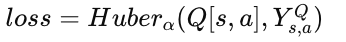 loss = Huber_α(Q[s, a], Y^Q_{s,a})